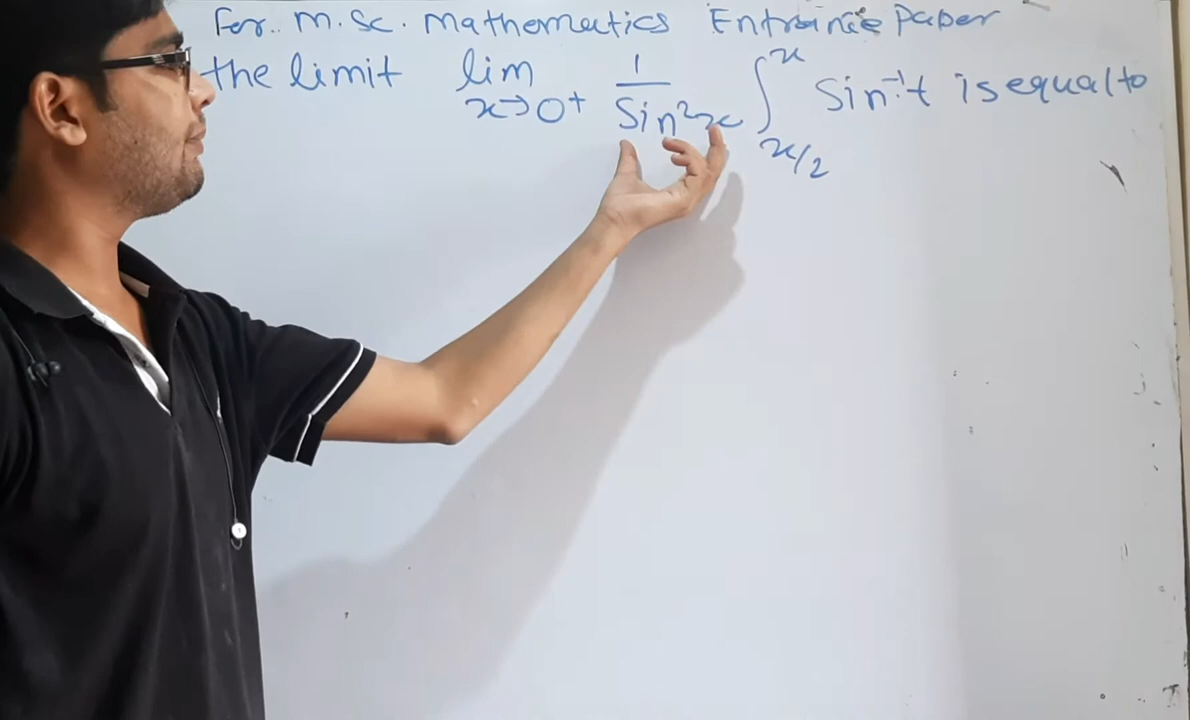 For. M.Sc. Mathematics Entrance Paper
the limit lim x→0+ 1/Sin²x ∫ x/2 x Sin⁻¹t is equal to